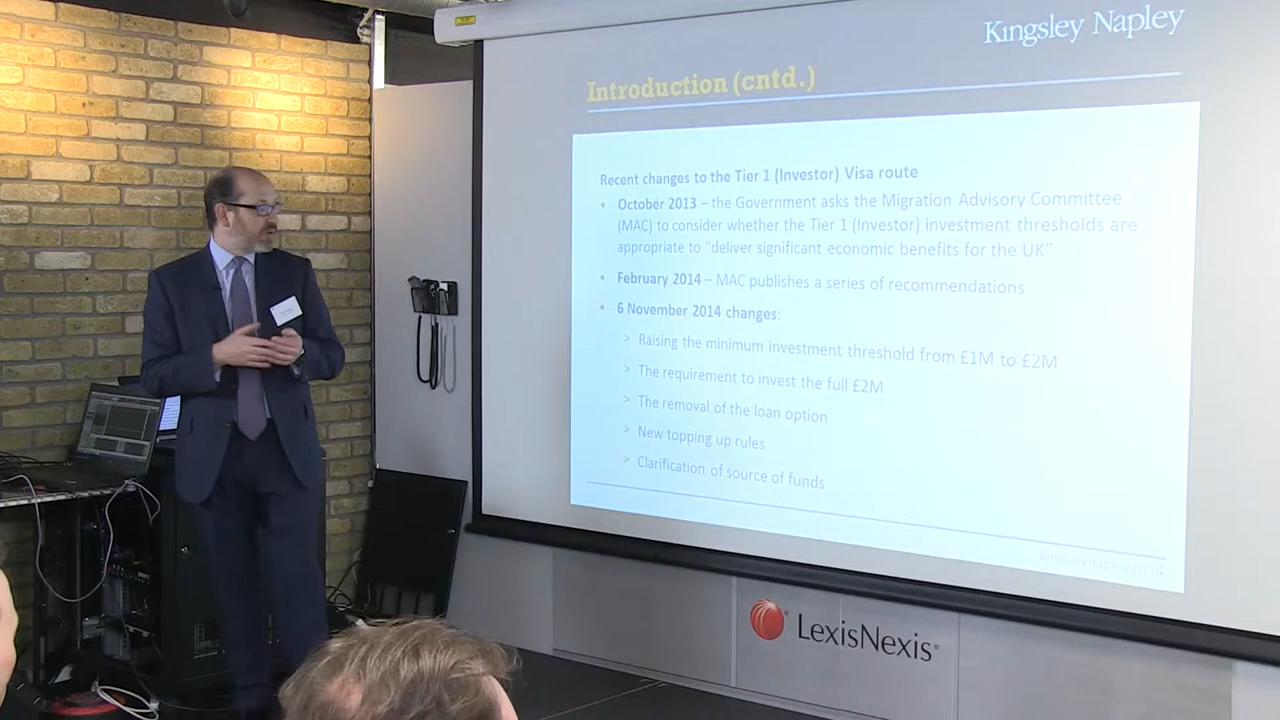 Kingsley Napley
Introduction (cntd.)
Recent changes to the Tier 1 (Investor) Visa route
• October 2013 – the Government asks the Migration Advisory Committee
(MAC) to consider whether the Tier 1 (Investor) investment thresholds are
appropriate to "deliver significant economic benefits for the UK"
• February 2014 – MAC publishes a series of recommendations
• 6 November 2014 changes:
> Raising the minimum investment threshold from £1M to £2M
> The requirement to invest the full £2M
> The removal of the loan option
> New topping up rules
> Clarification of source of funds
kingsleynapley.co.uk
LexisNexis®